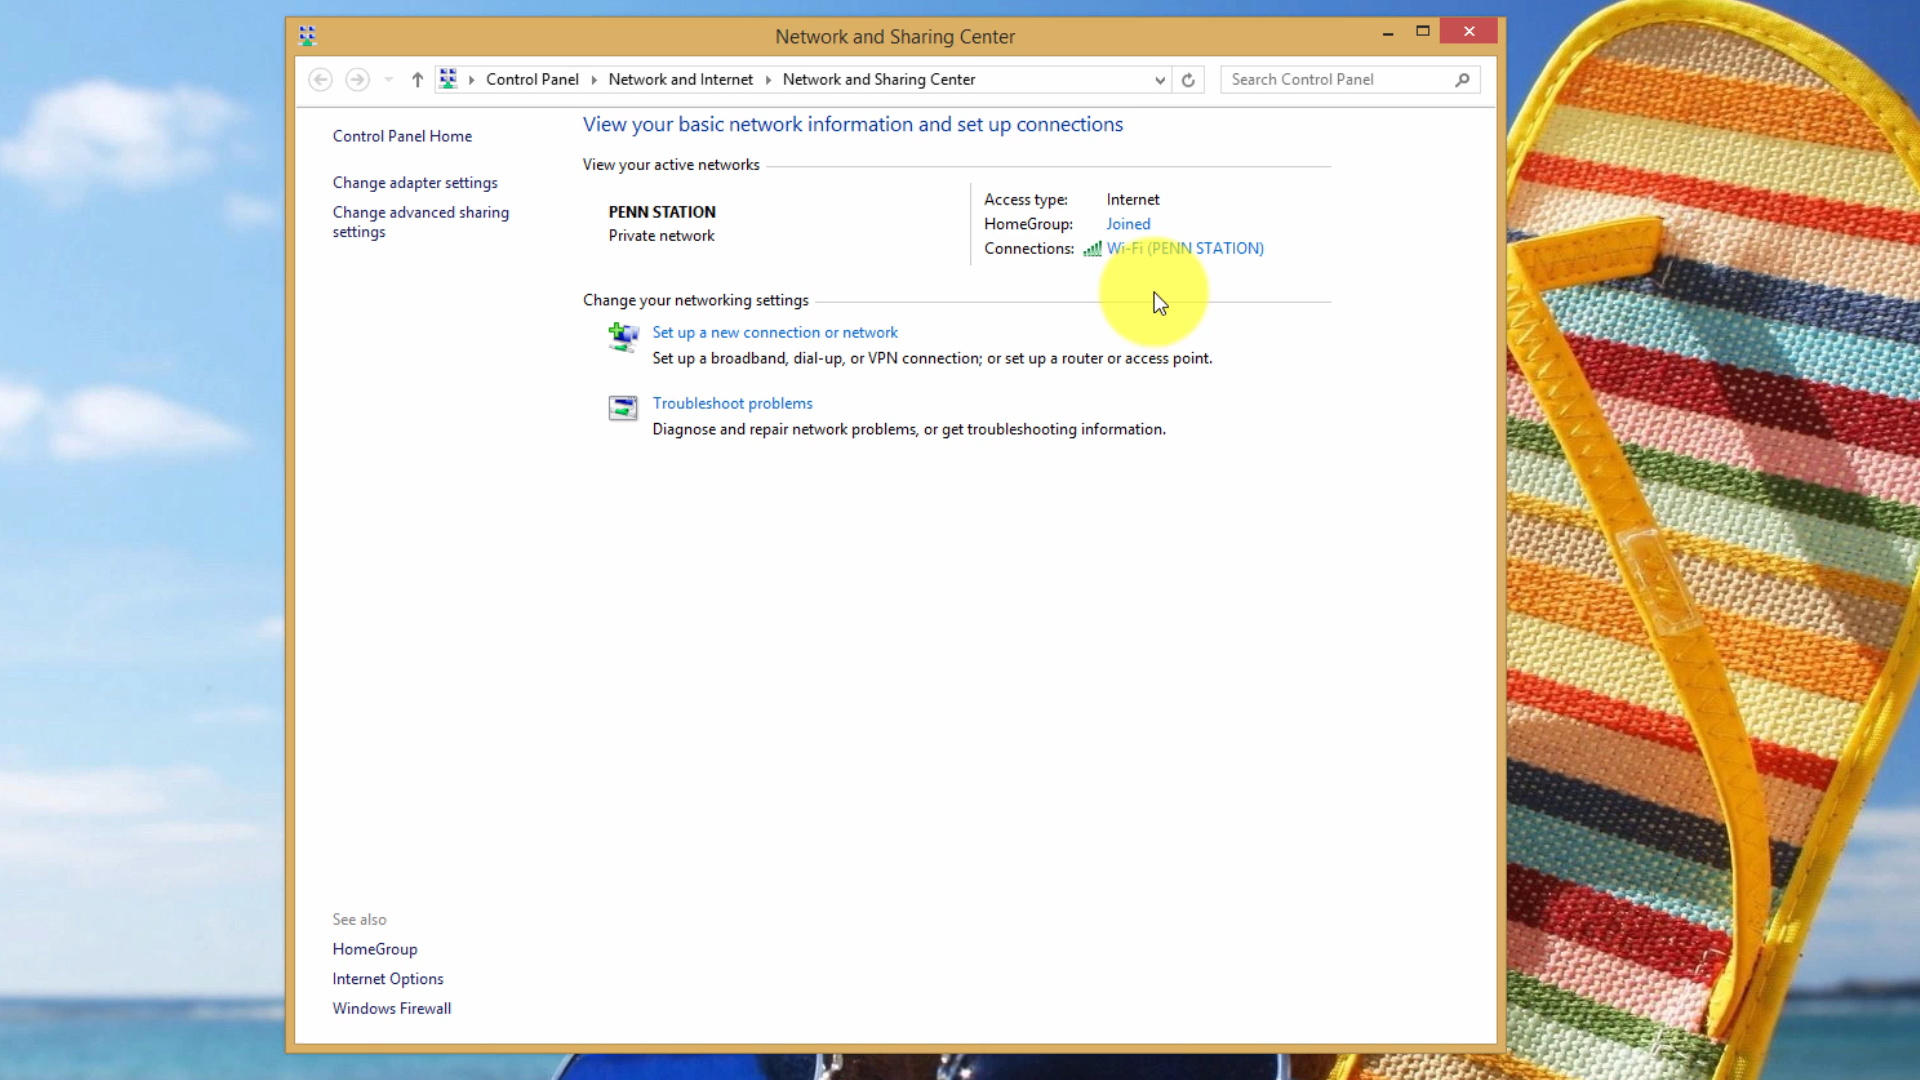 Network and Sharing Center
Control Panel Network and Internet Network and Sharing Center
Search Control Panel
Control Panel Home
Change adapter settings
Change advanced sharing
settings
View your basic network information and set up connections
View your active networks
PENN STATION
Private network
Access type: Internet
HomeGroup: Joined
Connections: Wi-Fi (PENN STATION)
Change your networking settings
Set up a new connection or network
Set up a broadband, dial-up, or VPN connection; or set up a router or access point.
Troubleshoot problems
Diagnose and repair network problems, or get troubleshooting information.
See also
HomeGroup
Internet Options
Windows Firewall